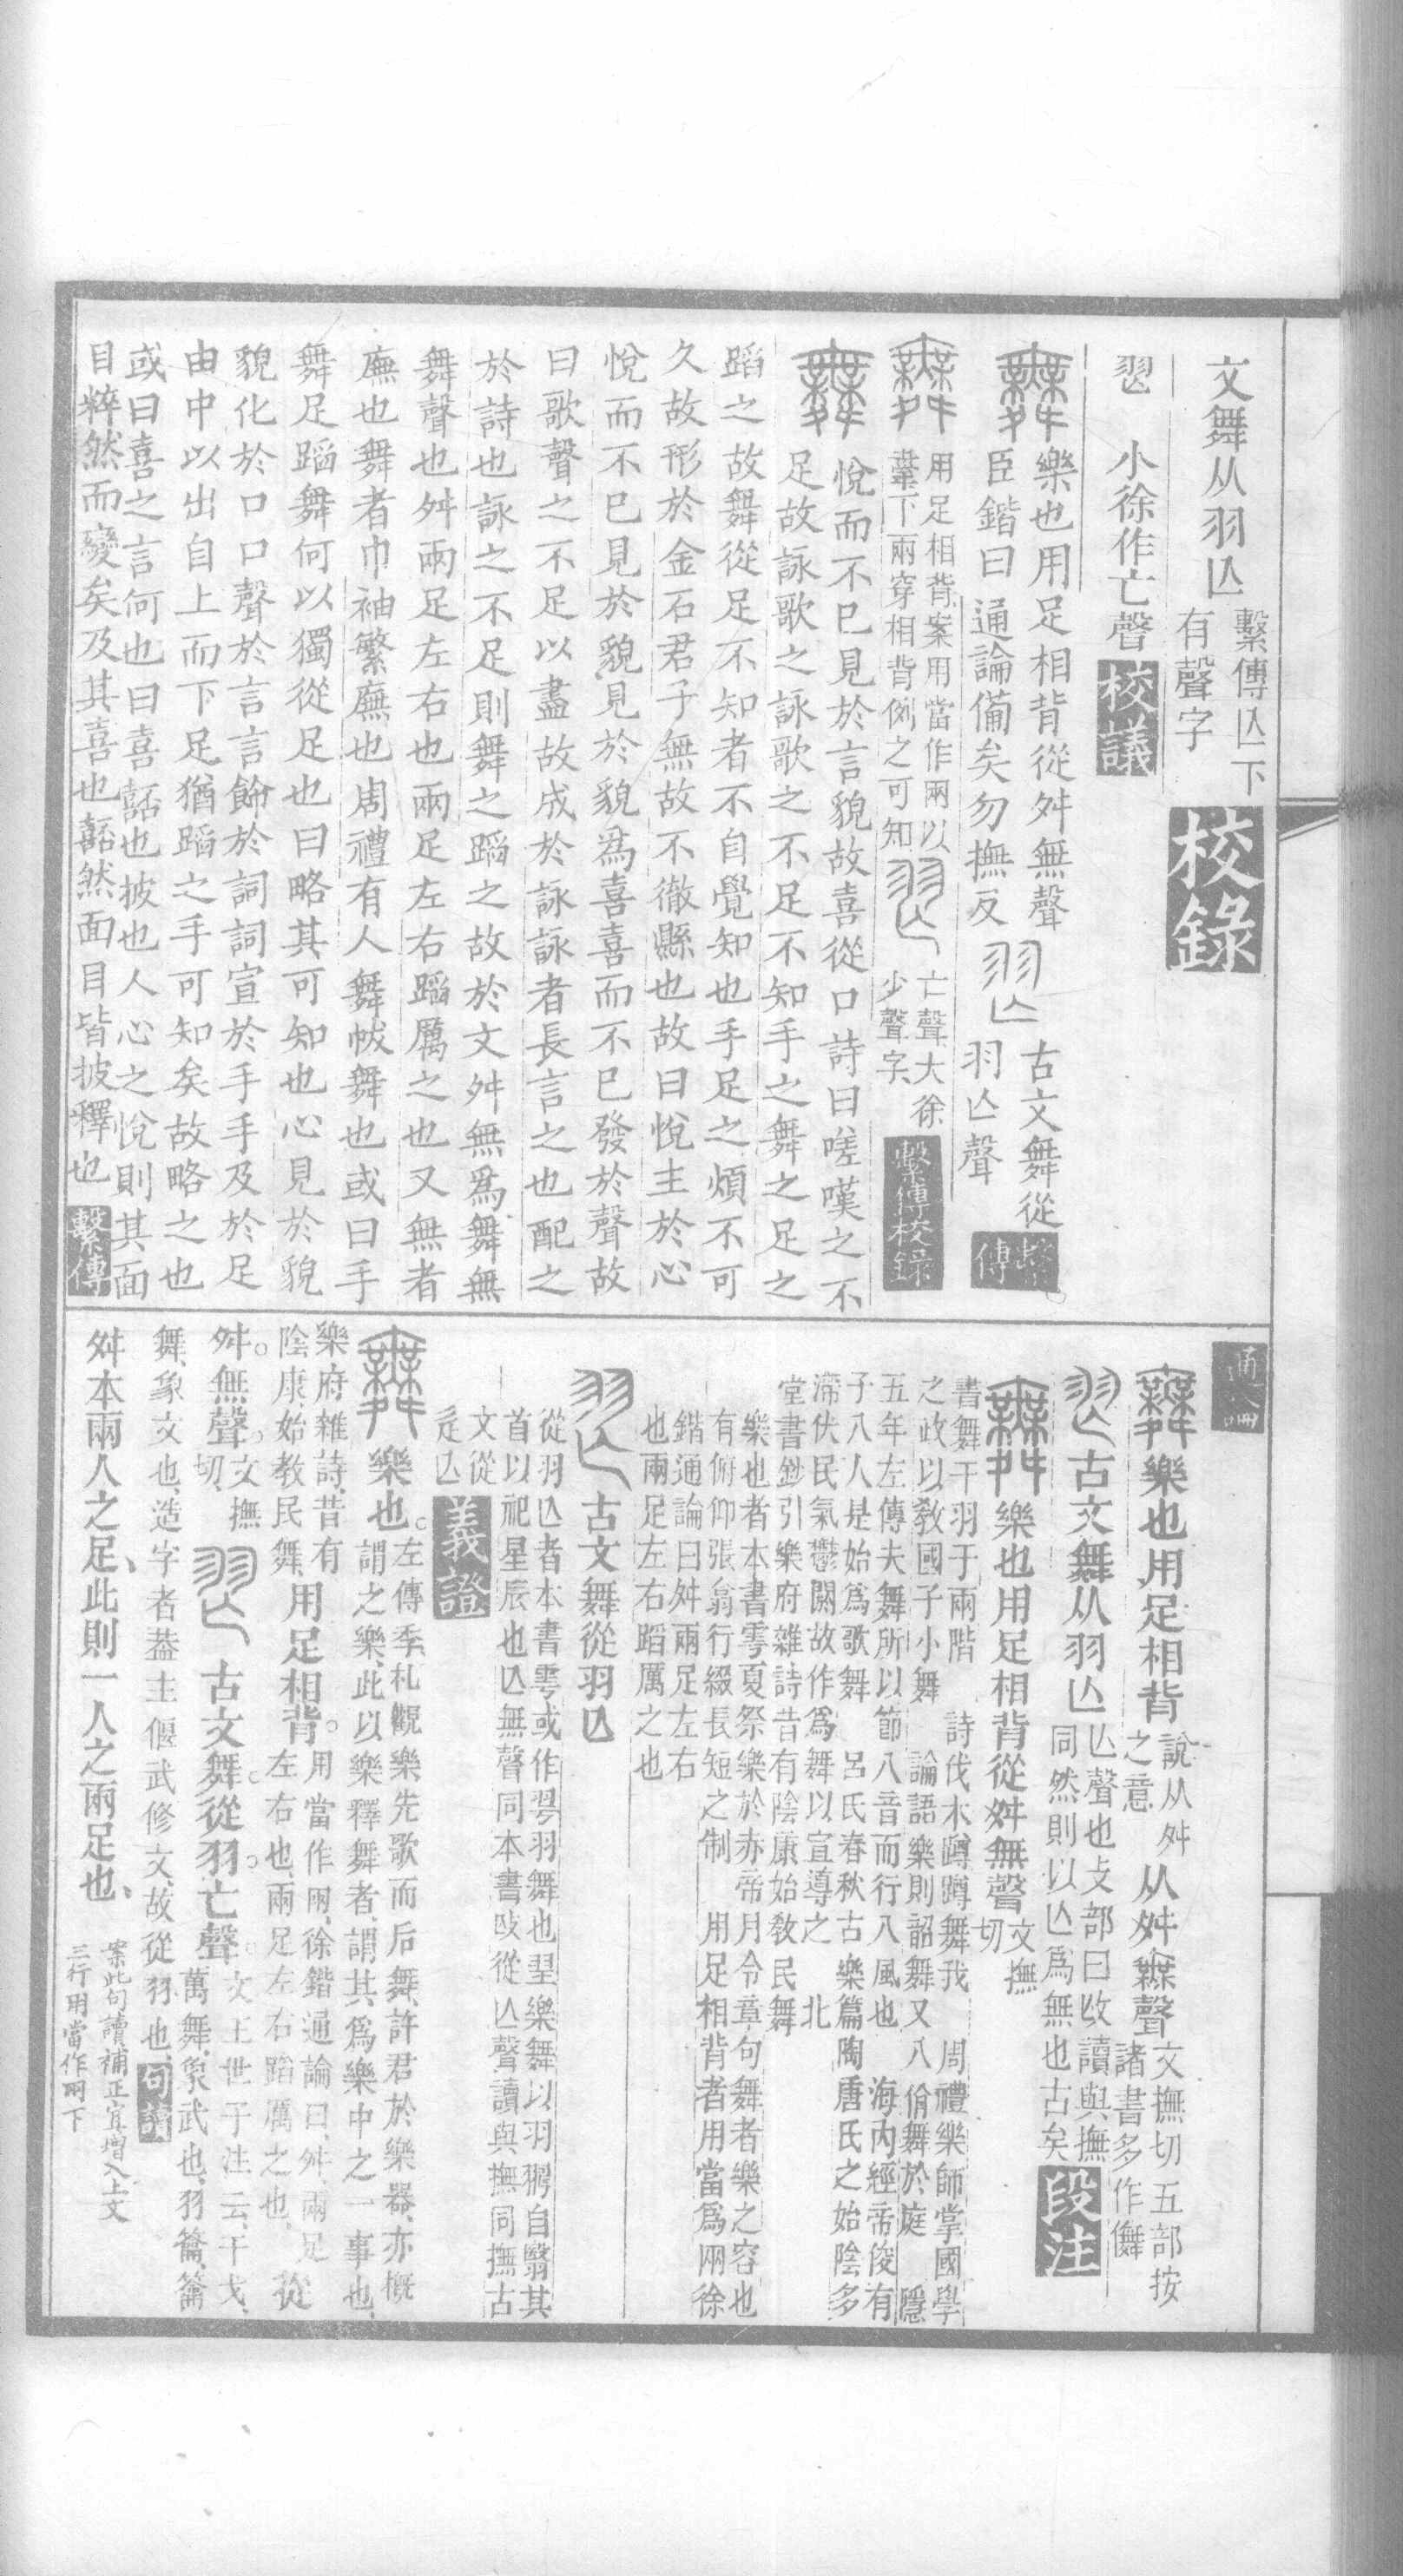 文舞从羽亾
繫傳亾下
有聲字
校錄
𦏶
小徐作亡聲
校議
樂也用足相背從舛無聲
古文舞從
臣鍇曰通論備矣勿撫反
羽亾聲
繫傳
用足相背案用當作兩以
舝下兩穿相背例之可知
亡聲大徐
少聲字
繫傳校錄
悅而不已見於言貌故喜從口詩曰嗟嘆之不
足故詠歌之詠歌之不足不知手之舞之足之
蹈之故舞從足不知者不自覺知也手足之煩不可
久故形於金石君子無故不徹縣也故曰悅主於心
悅而不已見於貌見於貌爲喜喜而不已發於聲故
曰歌聲之不足以盡故成於詠詠者長言之也配之
於詩也詠之不足則舞之蹈之故於文舛無爲舞無
舞聲也舛兩足左右也兩足左右蹈厲之也又無者
廡也舞者巾袖繁廡也周禮有人舞帗舞也或曰手
舞足蹈舞何以獨從足也曰略其可知也心見於貌
貌化於口口聲於言言餙於詞詞宣於手手及於足
由中以出自上而下足猶蹈之手可知矣故略之也
或曰喜之言何也曰喜嚭也披也人心之悅則其面
目粹然而變矣及其喜也嚭然面目皆披釋也
繫傳
通論
樂也用足相背
說从舛
之意
从舛𣞤聲
文撫切五部按
諸書多作儛
古文舞从羽亾
亾聲也攴部曰𢻬讀與撫
同然則以亾爲無也古矣
段注
樂也用足相背從舛無聲
文撫
切
書舞干羽于兩階　詩伐木蹲蹲舞我　周禮樂師掌國學
之政以敎國子小舞　論語樂則韶舞又八佾舞於庭　隱
五年左傳夫舞所以節八音而行八風也　海內經帝俊有
子八人是始爲歌舞　呂氏春秋古樂篇陶唐氏之始陰多
滯伏民氣鬱閼故作爲舞以宣導之　北
堂書鈔引樂府雜詩昔有陰康始敎民舞
樂也者本書雩夏祭樂於赤帝月令章句舞者樂之容也
有俯仰張翕行綴長短之制　用足相背者用當爲兩徐
鍇通論曰舛兩足左右
也兩足左右蹈厲之也
古文舞從羽亾
從羽亾者本書雩或作𦏻羽舞也翌樂舞以羽𦒢自翳其
首以祀星辰也亾無聲同本書𢻬從亾聲讀與撫同撫古
文從
辵亾
義證
樂也。
左傳季札觀樂先歌而后舞許君於樂器亦槪
謂之樂此以樂釋舞者謂其爲樂中之一事也
樂府雜詩昔有
陰康始教民舞
用足相背。
用當作兩徐鍇通論曰舛兩足
左右也兩足左右蹈厲之也
從
舛。無聲。
文撫
切
古文舞。從羽。亡聲。
文王世子注云干戈
萬舞象武也羽籥籥
舞象文也造字者葢主偃武修文故從羽也
句讀
舛本兩人之足此則一人之兩足也
案此句讀補正宜增入上文
三行用當作兩下